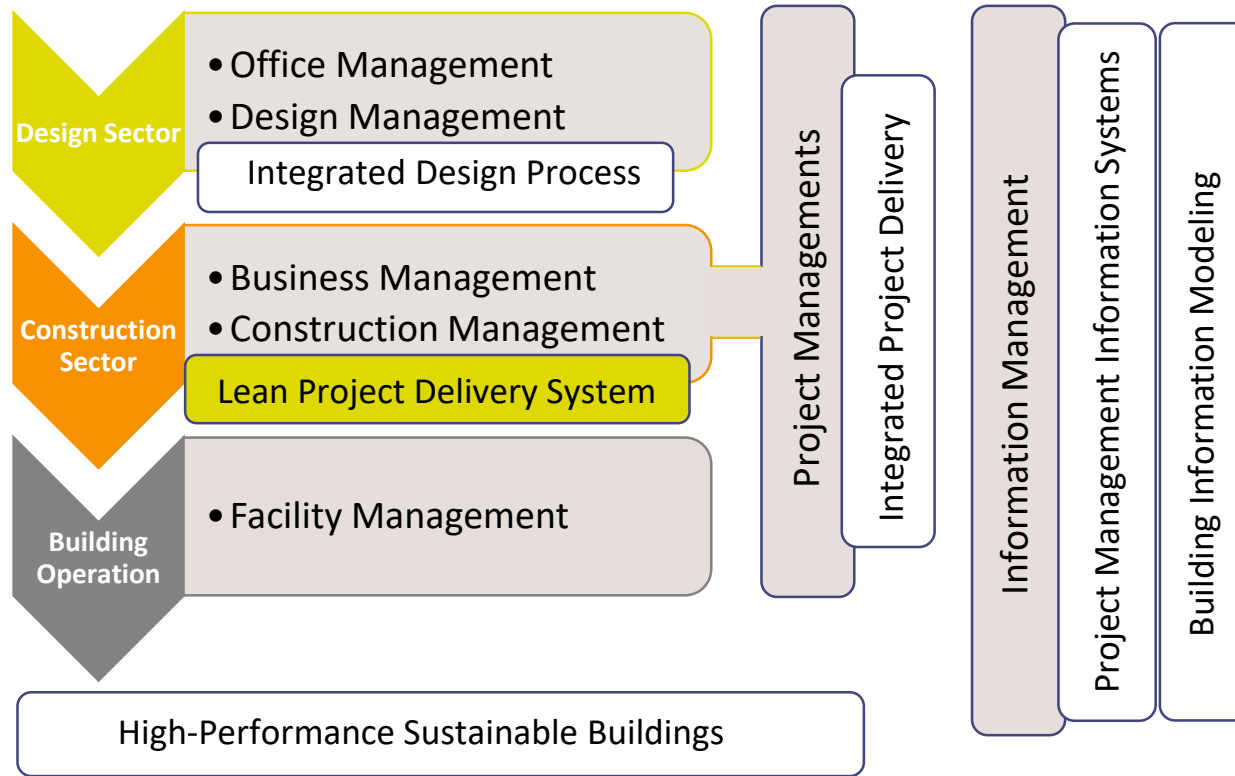 Design Sector
• Office Management
• Design Management
Integrated Design Process
Construction
Sector
• Business Management
• Construction Management
Lean Project Delivery System
Building
Operation
• Facility Management
High-Performance Sustainable Buildings
Project Managements
Integrated Project Delivery
Information Management
Project Management Information Systems
Building Information Modeling